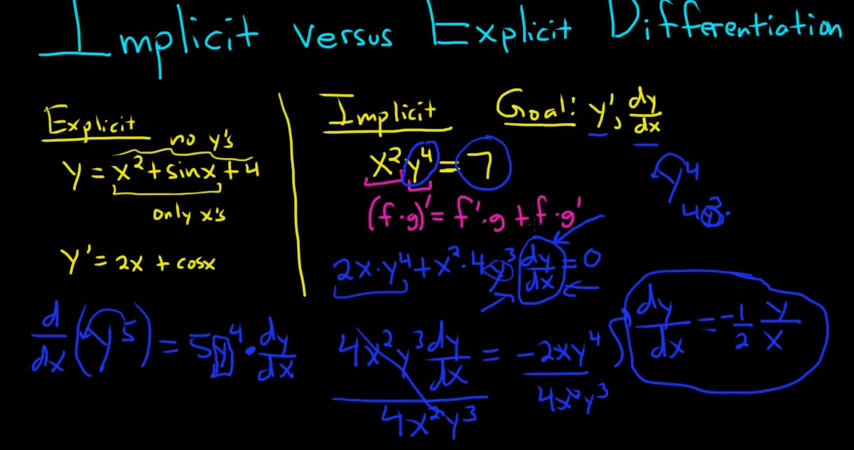 Implicit versus Explicit Differentiation
Explicit
no y's
y = x² + sinx + 4
only x's
y' = 2x + cosx
d/dx (y⁵) = 5y⁴ · dy/dx
Implicit
Goal: y', dy/dx
x² y⁴ = 7
(f·g)' = f'·g + f·g'
2x·y⁴ + x²·4y³ dy/dx = 0
4x²y³ dy/dx / 4x²y³ = -2xy⁴ / 4x²y³
dy/dx = -1/2 y/x
y⁴
4y³·